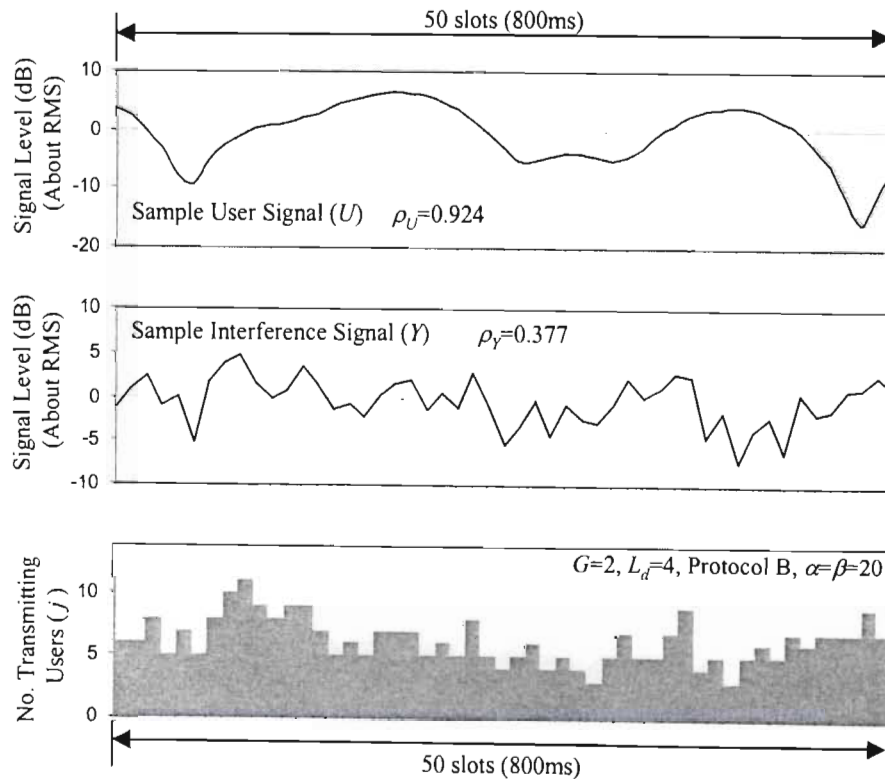 50 slots (800ms)
Signal Level (dB)
(About RMS)
10
0
-10
-20
Sample User Signal (U) ρU=0.924
Signal Level (dB)
(About RMS)
10
5
0
-5
-10
Sample Interference Signal (Y) ρY=0.377
No. Transmitting
Users (j)
10
5
0
G=2, Ld=4, Protocol B, α=β=20
50 slots (800ms)